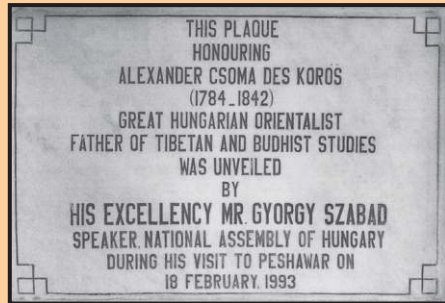 THIS PLAQUE
HONOURING
ALEXANDER CSOMA DES KOROS
(1784_1842)
GREAT HUNGARIAN ORIENTALIST
FATHER OF TIBETAN AND BUDHIST STUDIES
WAS UNVEILED
BY
HIS EXCELLENCY MR. GYORGY SZABAD
SPEAKER, NATIONAL ASSEMBLY OF HUNGARY
DURING HIS VISIT TO PESHAWAR ON
18 FEBRUARY, 1993